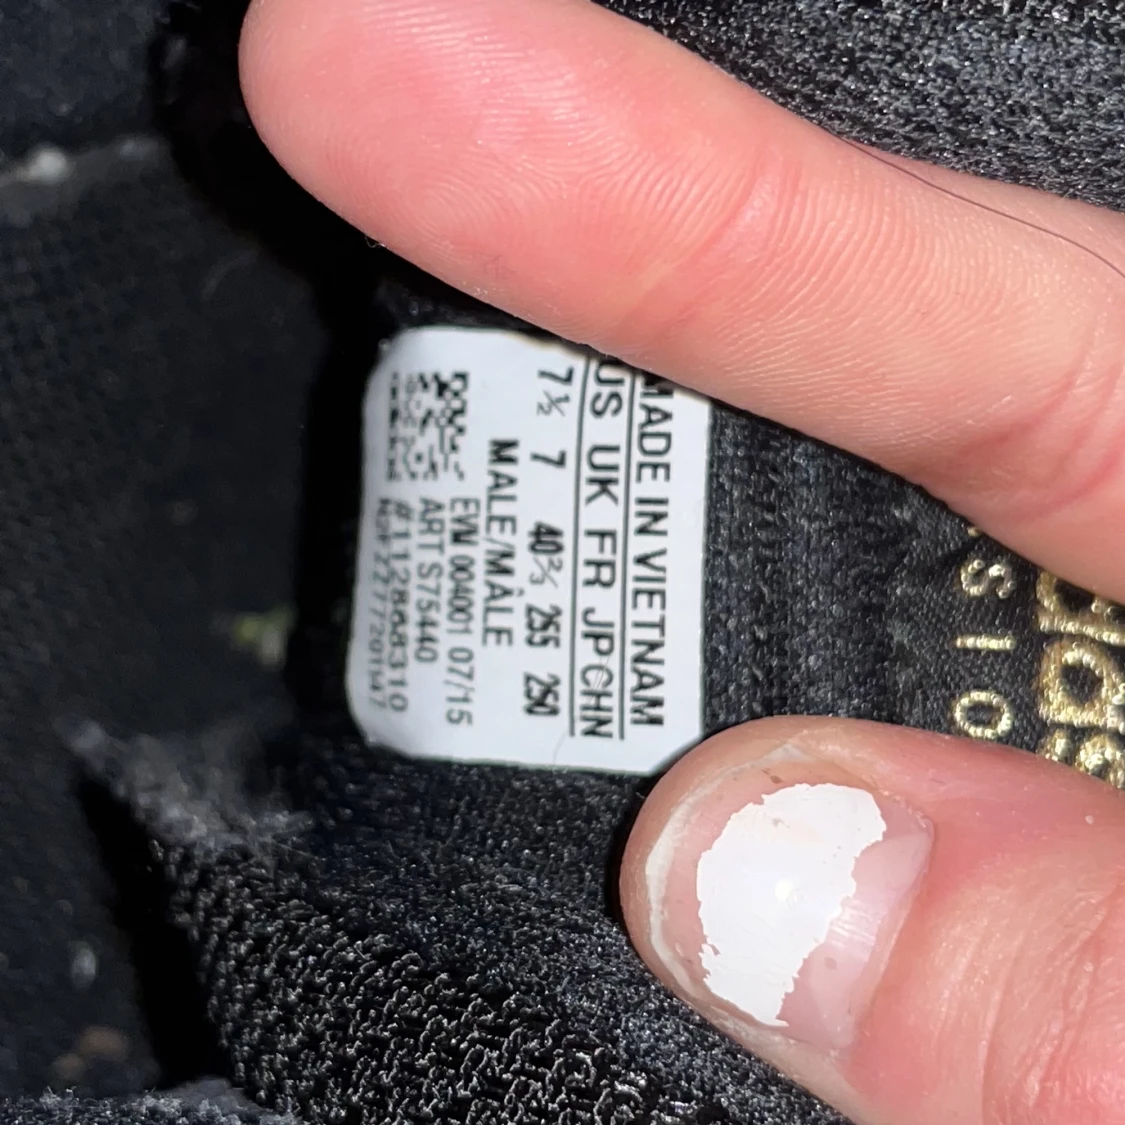 MADE IN VIETNAM
US UK FR JP CHN
7½ 7 40⅔ 255 250
MALE/MÂLE
EVN 004001 07/15
ART S75440
#1128668310
S I O